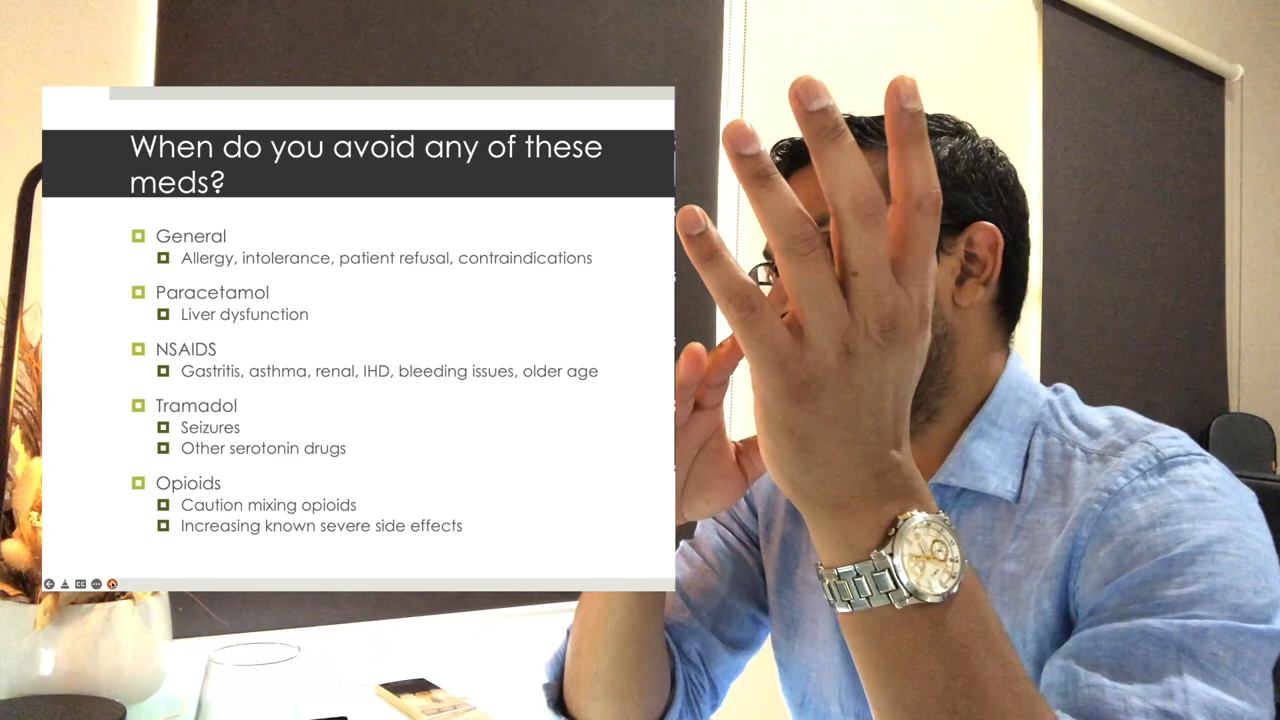 When do you avoid any of these
meds?
General
Allergy, intolerance, patient refusal, contraindications
Paracetamol
Liver dysfunction
NSAIDS
Gastritis, asthma, renal, IHD, bleeding issues, older age
Tramadol
Seizures
Other serotonin drugs
Opioids
Caution mixing opioids
Increasing known severe side effects